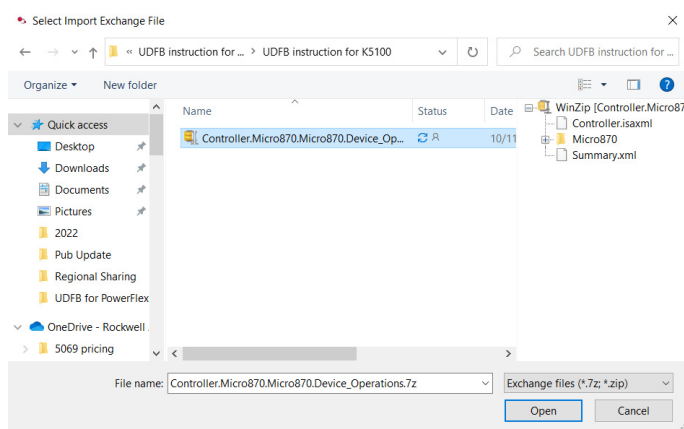 Select Import Exchange File
« UDFB instruction for ... > UDFB instruction for K5100
Search UDFB instruction for ...
Organize
New folder
Name
Status
Date
Quick access
Desktop
Downloads
Documents
Pictures
2022
Pub Update
Regional Sharing
UDFB for PowerFlex
OneDrive - Rockwell
5069 pricing
Controller.Micro870.Micro870.Device_Op...
10/11
WinZip [Controller.Micro87
Controller.isaxml
Micro870
Summary.xml
File name:
Controller.Micro870.Micro870.Device_Operations.7z
Exchange files (*.7z; *.zip)
Open
Cancel